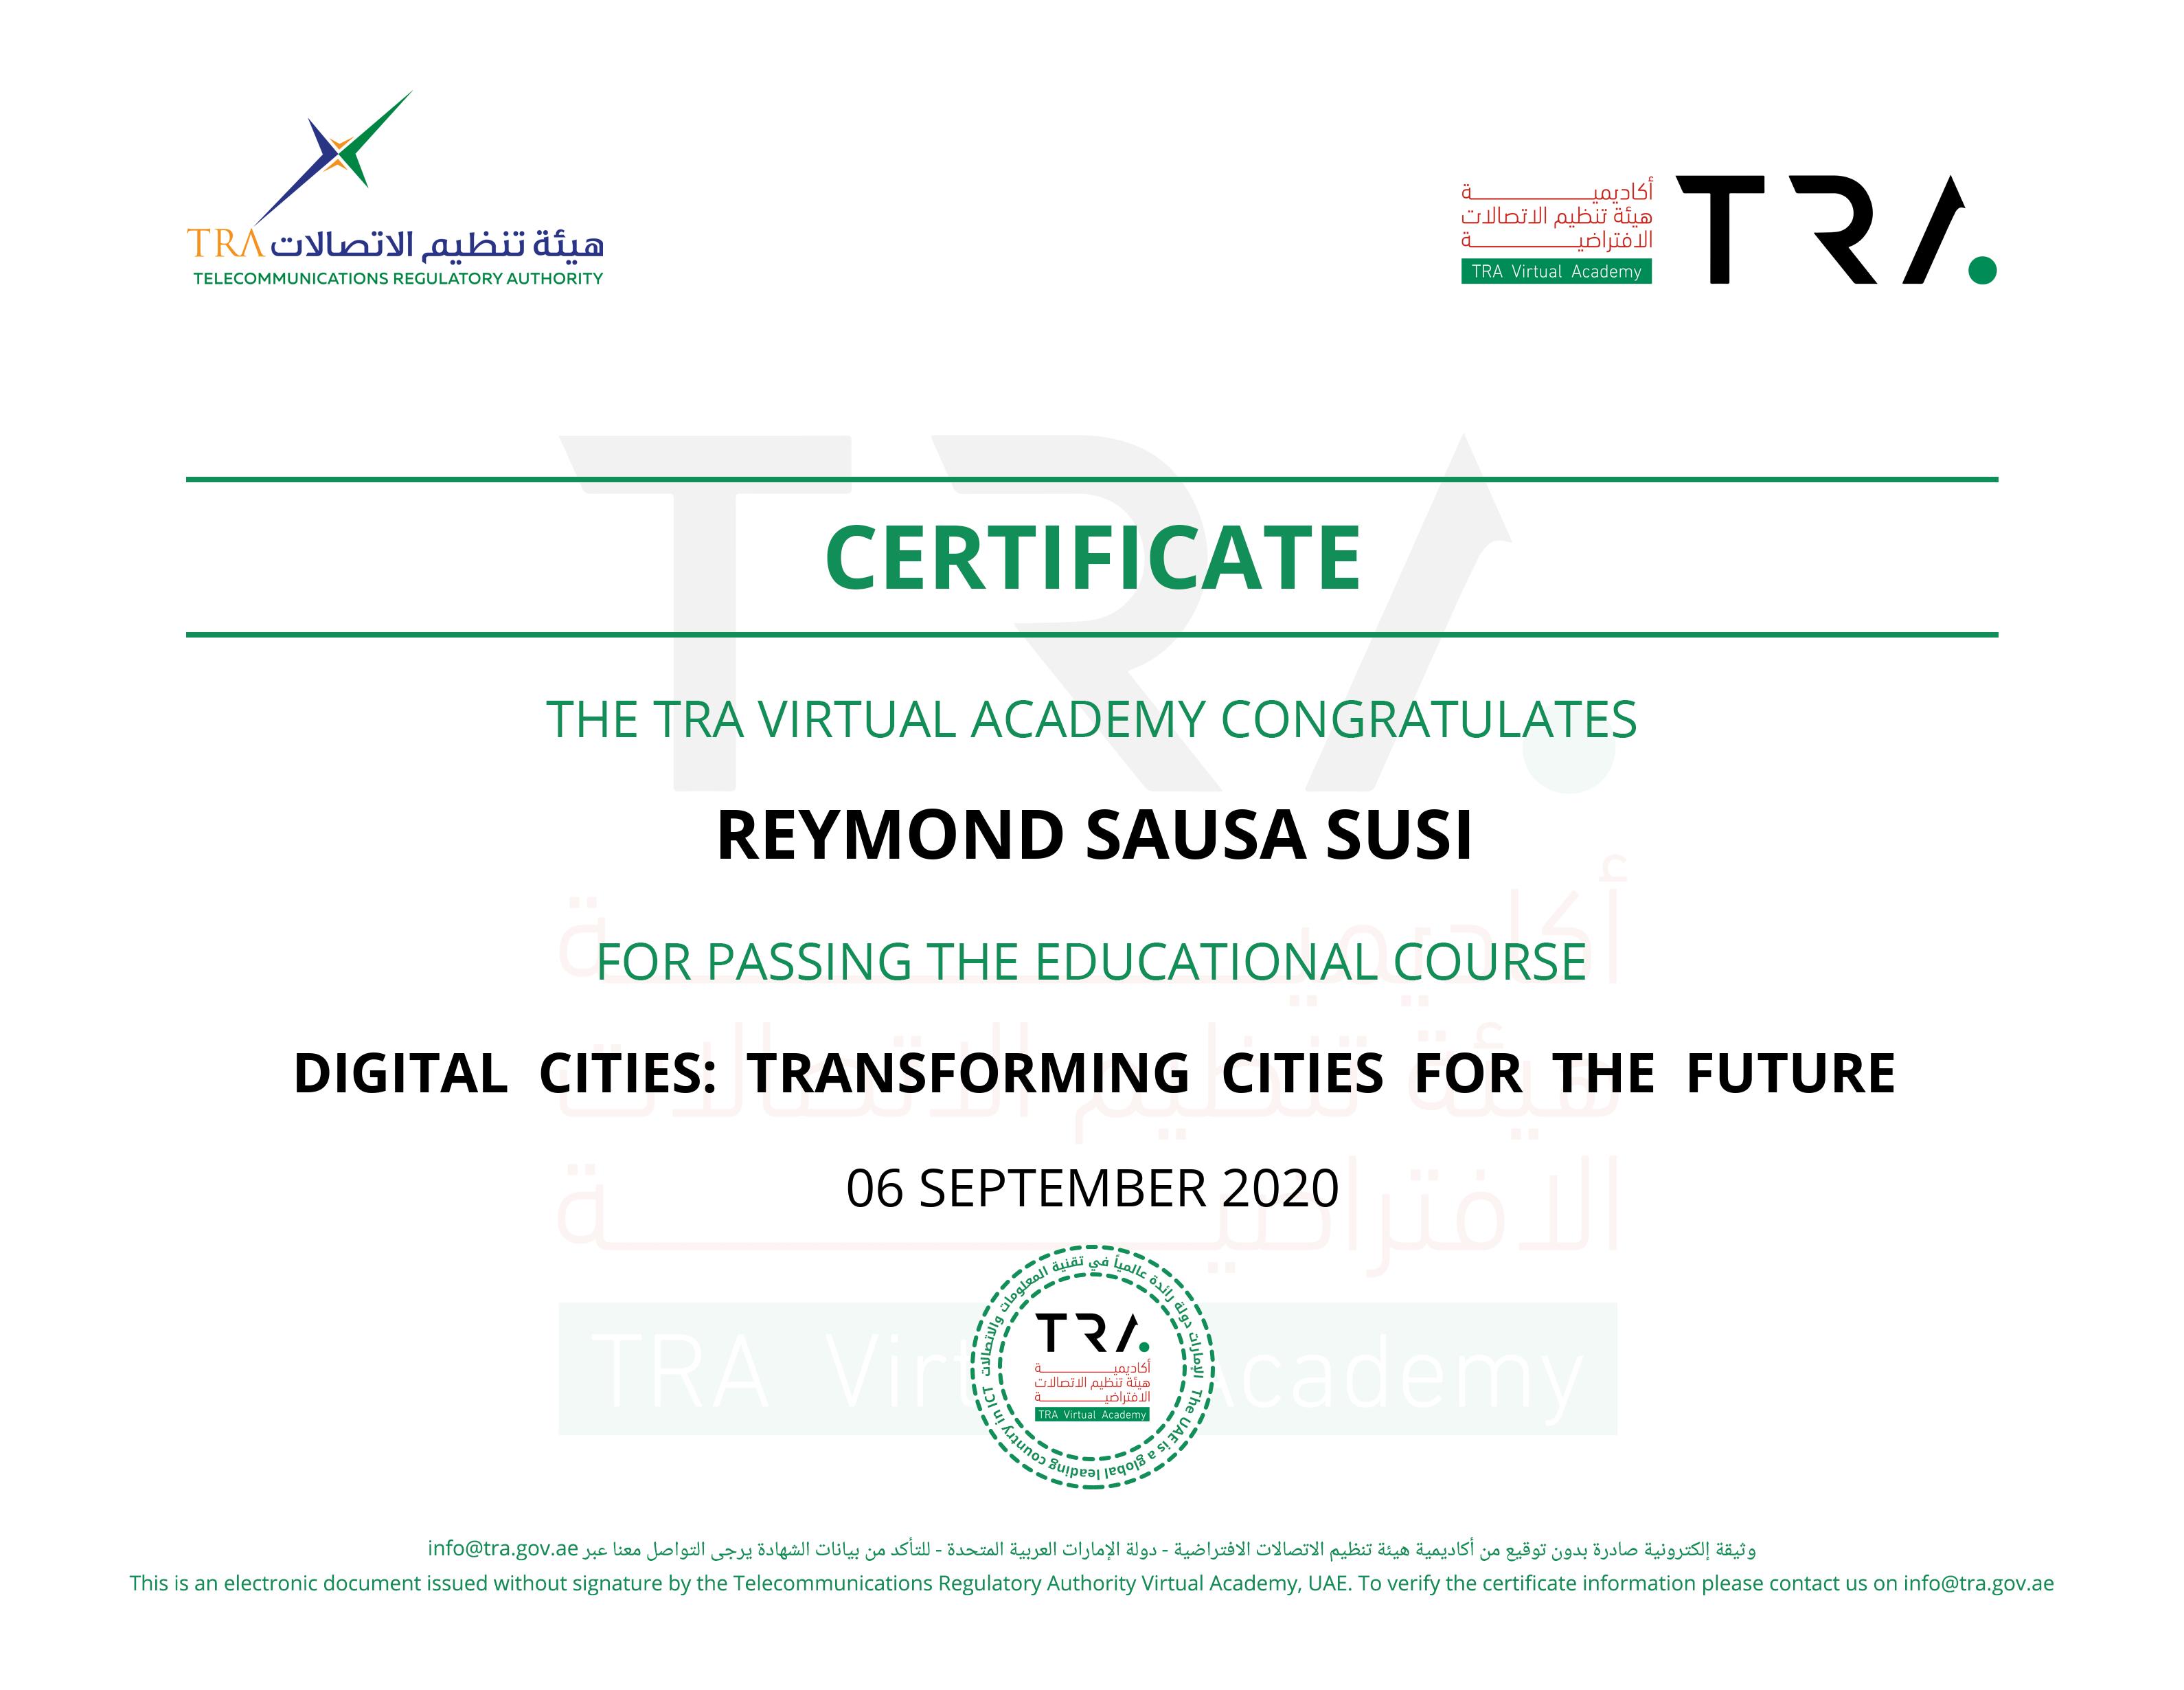 TRA هيئة تنظيم الاتصالات
TELECOMMUNICATIONS REGULATORY AUTHORITY
أكاديميـــــــــة
هيئة تنظيم الاتصالات
الافتراضيـــــــــة
TRA Virtual Academy
TRA
CERTIFICATE
THE TRA VIRTUAL ACADEMY CONGRATULATES
REYMOND SAUSA SUSI
FOR PASSING THE EDUCATIONAL COURSE
DIGITAL CITIES: TRANSFORMING CITIES FOR THE FUTURE
06 SEPTEMBER 2020
الإمارات دولة رائدة عالمياً في تقنية المعلومات والاتصالات
TRA
أكاديميـــــــــة
هيئة تنظيم الاتصالات
الافتراضيـــــــــة
TRA Virtual Academy
The UAE is a global leading country in ICT
وثيقة إلكترونية صادرة بدون توقيع من أكاديمية هيئة تنظيم الاتصالات الافتراضية - دولة الإمارات العربية المتحدة - للتأكد من بيانات الشهادة يرجى التواصل معنا عبر info@tra.gov.ae
This is an electronic document issued without signature by the Telecommunications Regulatory Authority Virtual Academy, UAE. To verify the certificate information please contact us on info@tra.gov.ae